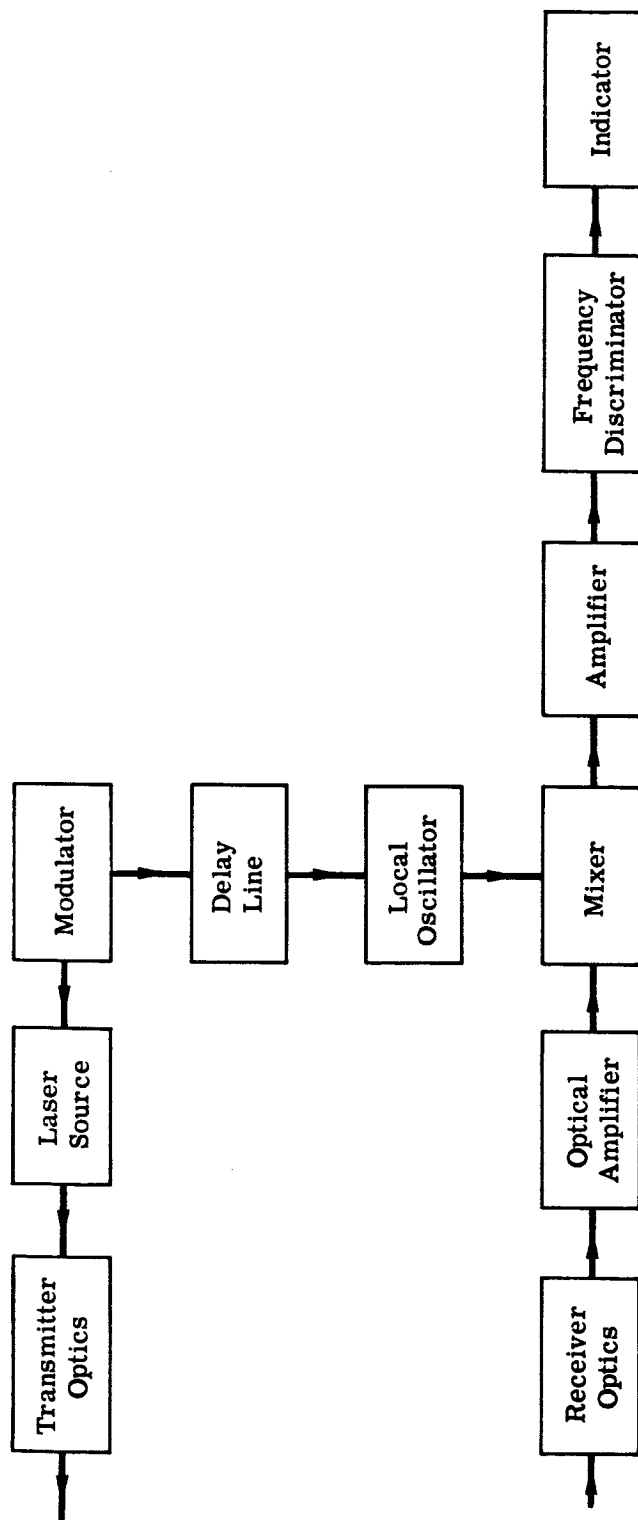 Transmitter
Optics
Laser
Source
Modulator
Delay
Line
Local
Oscillator
Receiver
Optics
Optical
Amplifier
Mixer
Amplifier
Frequency
Discriminator
Indicator